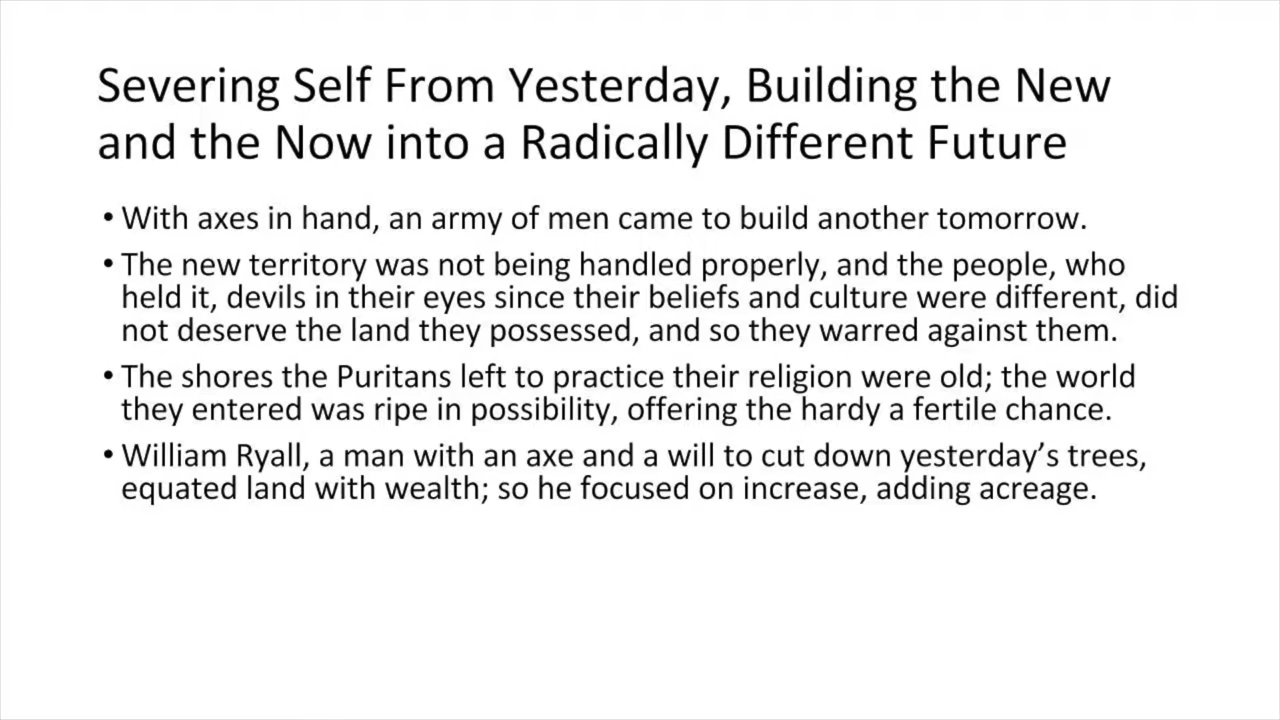 Severing Self From Yesterday, Building the New
and the Now into a Radically Different Future
• With axes in hand, an army of men came to build another tomorrow.
• The new territory was not being handled properly, and the people, who
held it, devils in their eyes since their beliefs and culture were different, did
not deserve the land they possessed, and so they warred against them.
• The shores the Puritans left to practice their religion were old; the world
they entered was ripe in possibility, offering the hardy a fertile chance.
• William Ryall, a man with an axe and a will to cut down yesterday’s trees,
equated land with wealth; so he focused on increase, adding acreage.